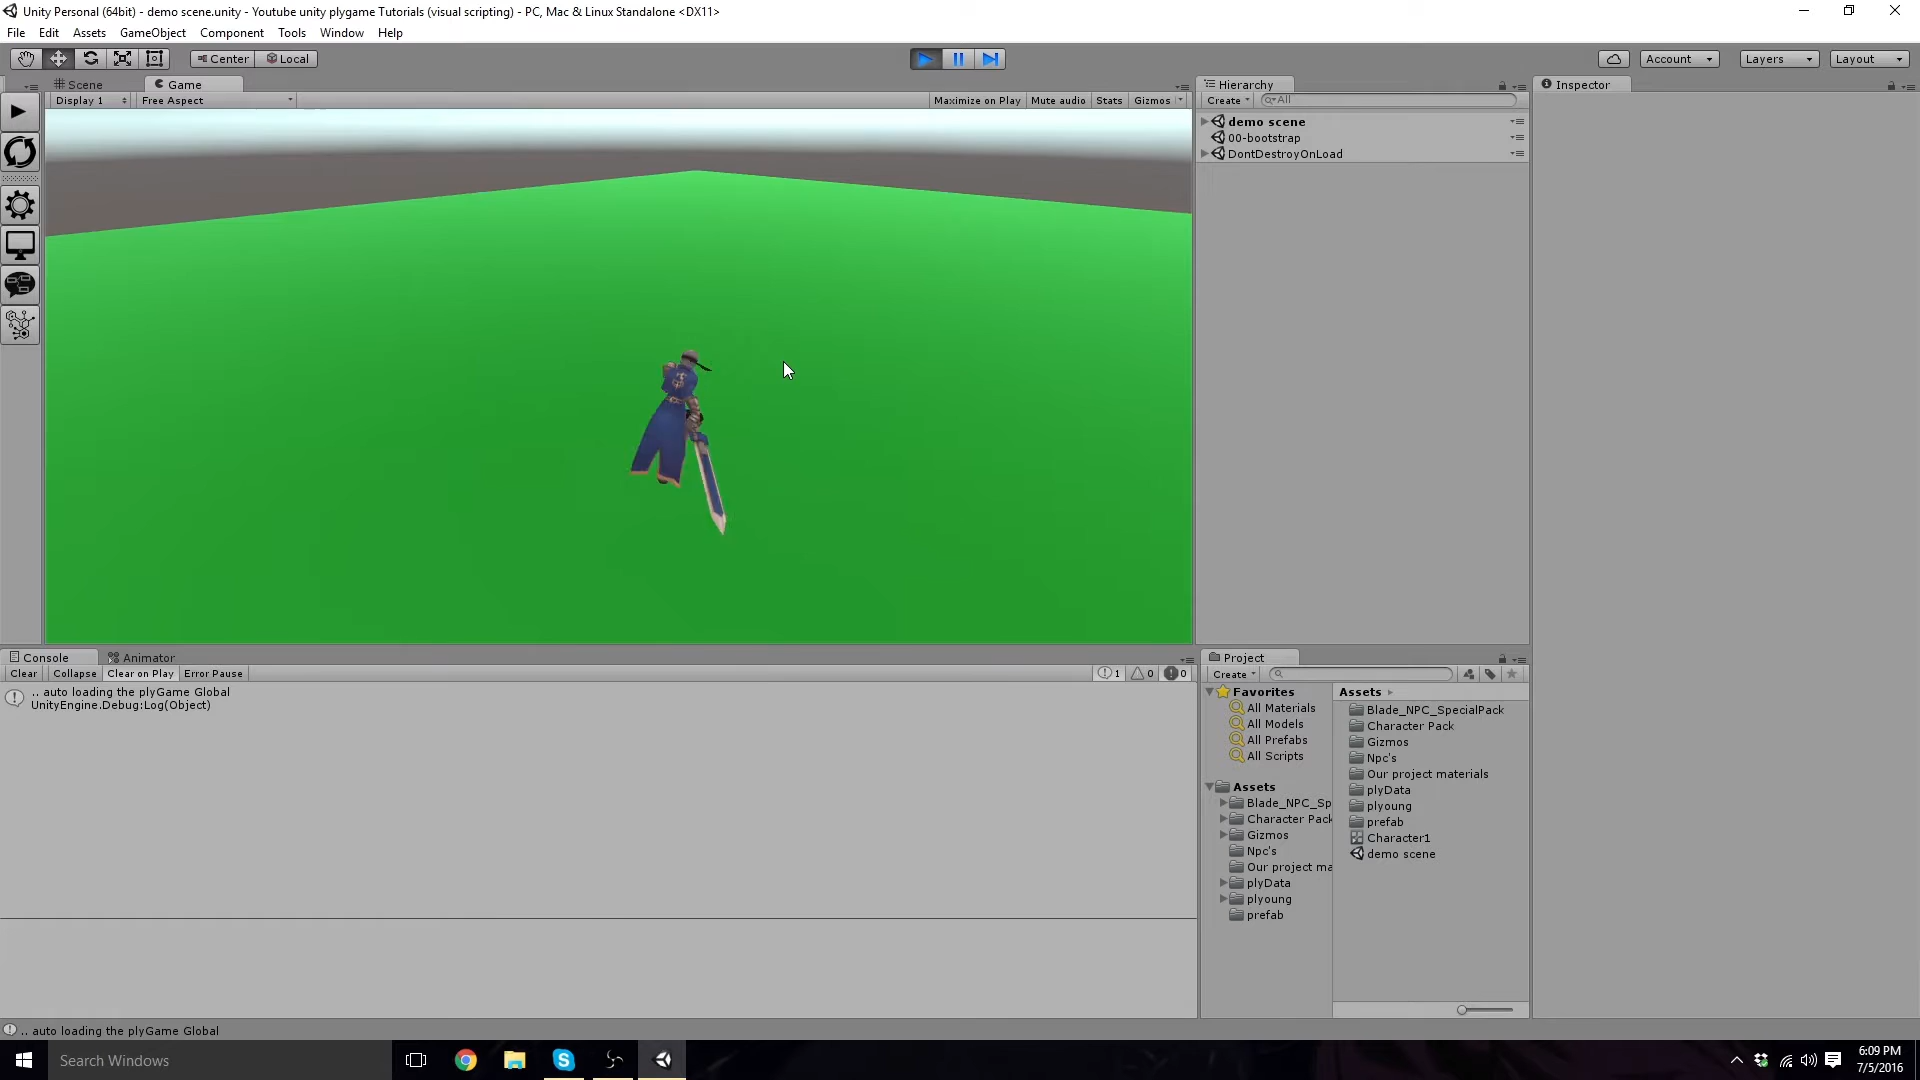 Unity Personal (64bit) - demo scene.unity - Youtube unity plygame Tutorials (visual scripting) - PC, Mac & Linux Standalone <DX11>
File Edit Assets GameObject Component Tools Window Help
Center Local Account Layers Layout
Scene Game
Display 1 Free Aspect Maximize on Play Mute audio Stats Gizmos
Hierarchy
Create All
demo scene
00-bootstrap
DontDestroyOnLoad
Inspector
Console Animator
Clear Collapse Clear on Play Error Pause 1 0 0
.. auto loading the plyGame Global
UnityEngine.Debug:Log(Object)
Project
Create
Favorites
All Materials
All Models
All Prefabs
All Scripts
Assets
Blade_NPC_Sp
Character Pack
Gizmos
Npc's
Our project ma
plyData
plyoung
prefab
Assets
Blade_NPC_SpecialPack
Character Pack
Gizmos
Npc's
Our project materials
plyData
plyoung
prefab
Character1
demo scene
.. auto loading the plyGame Global
Search Windows
6:09 PM
7/5/2016